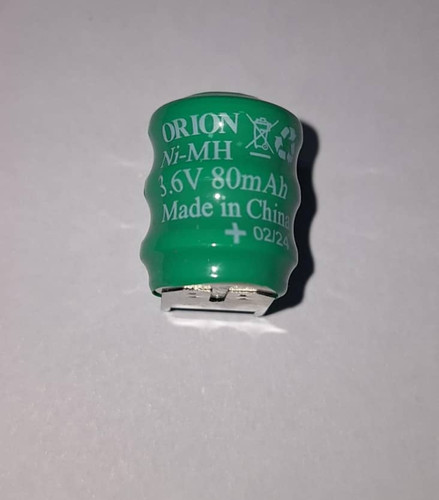 ORION
Ni-MH
3.6V 80mAh
Made in China
+ 02/24